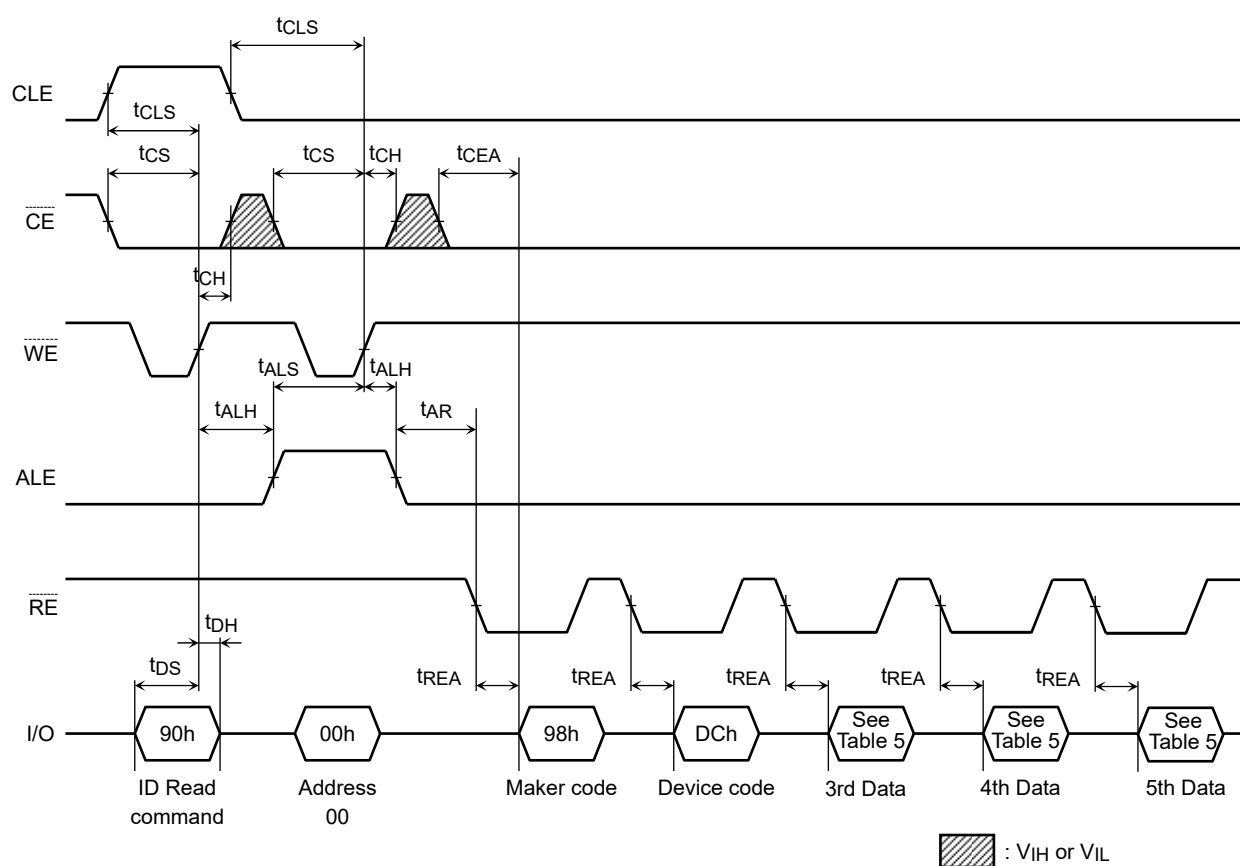 tCLS
CLE
tCLS
tCS
tCS
tCH
tCEA
CE
tCH
WE
tALS
tALH
tALH
tAR
ALE
RE
tDH
tDS
tREA
tREA
tREA
tREA
tREA
I/O
90h
00h
98h
DCh
See
Table 5
See
Table 5
See
Table 5
ID Read
command
Address
00
Maker code
Device code
3rd Data
4th Data
5th Data
: VIH or VIL